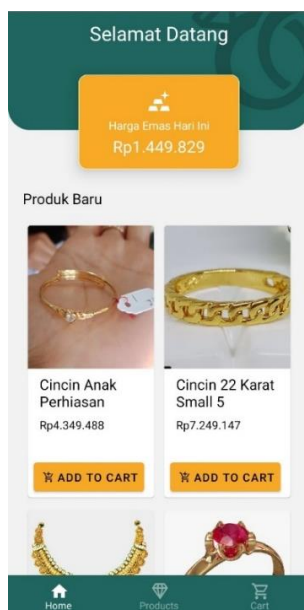 Selamat Datang
Harga Emas Hari Ini
Rp1.449.829
Produk Baru
Cincin Anak
Perhiasan
Rp4.349.488
ADD TO CART
Cincin 22 Karat
Small 5
Rp7.249.147
ADD TO CART
Home
Products
Cart